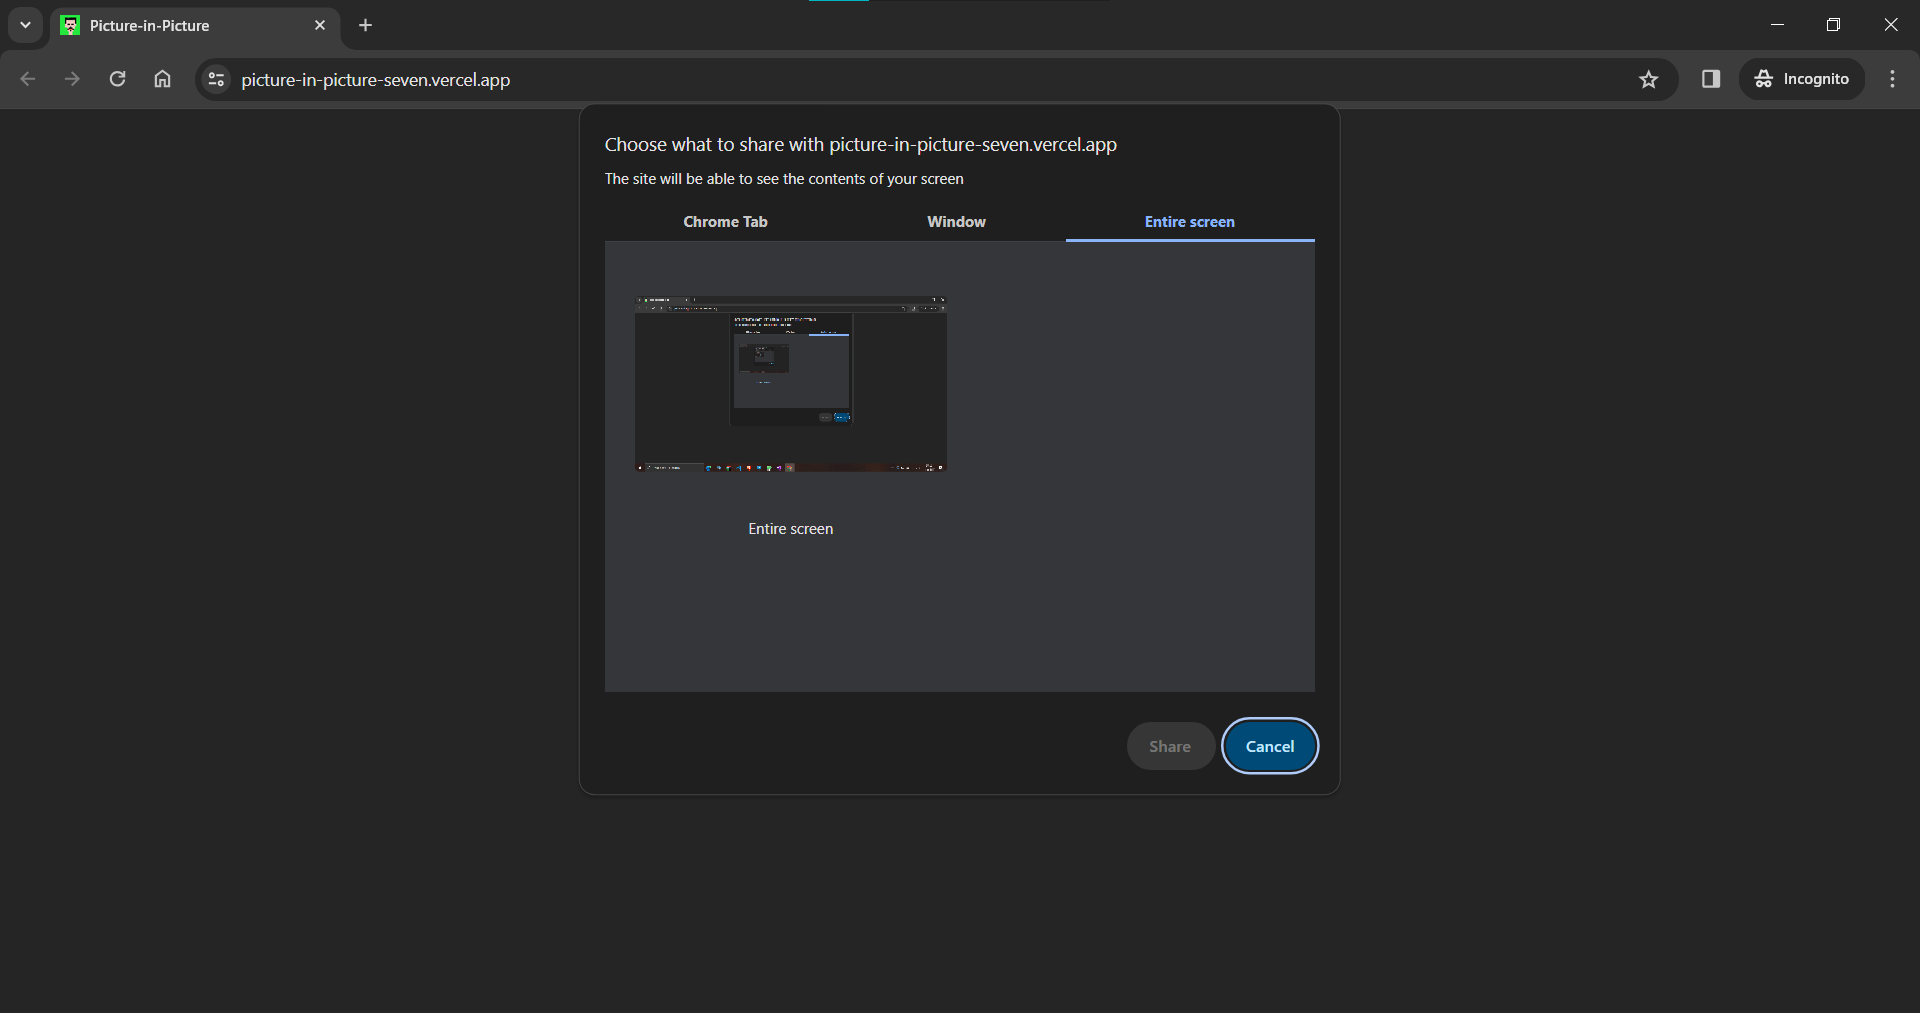 Picture-in-Picture
picture-in-picture-seven.vercel.app
Incognito
Choose what to share with picture-in-picture-seven.vercel.app
The site will be able to see the contents of your screen
Chrome Tab Window Entire screen
Entire screen
Share Cancel